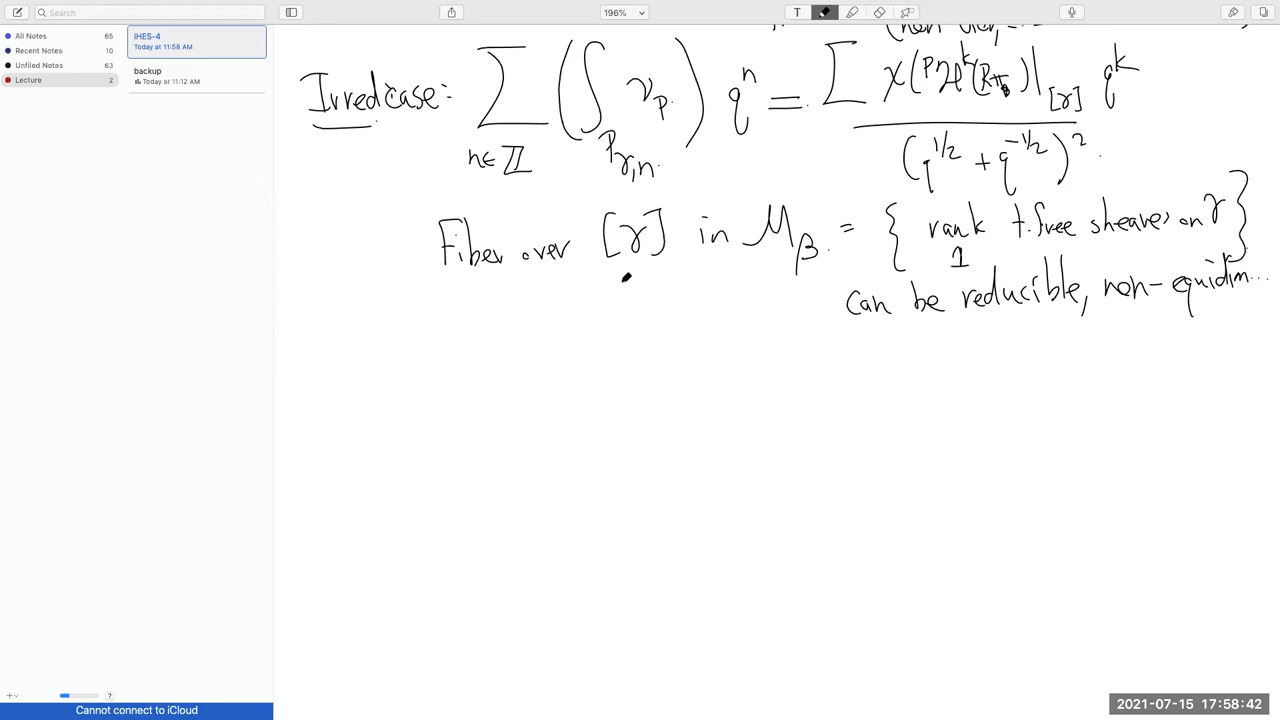 Search
196%
T
All Notes 65
Recent Notes 10
Unfiled Notes 63
Lecture 2
IHES-4
Today at 11:58 AM
backup
Today at 11:12 AM
Irred case: ∑_{n∈ℤ} (∫_{P_{γ,n}} ν_P) q^n = ∑ χ(^pℋ^k(Rπ_*)|_{[γ]}) q^k / (q^{1/2} + q^{-1/2})^2
Fiber over [γ] in M_β = { rank 1 t.free sheaves on γ }
can be reducible, non-equidim...
?
Cannot connect to iCloud
2021-07-15 17:58:42